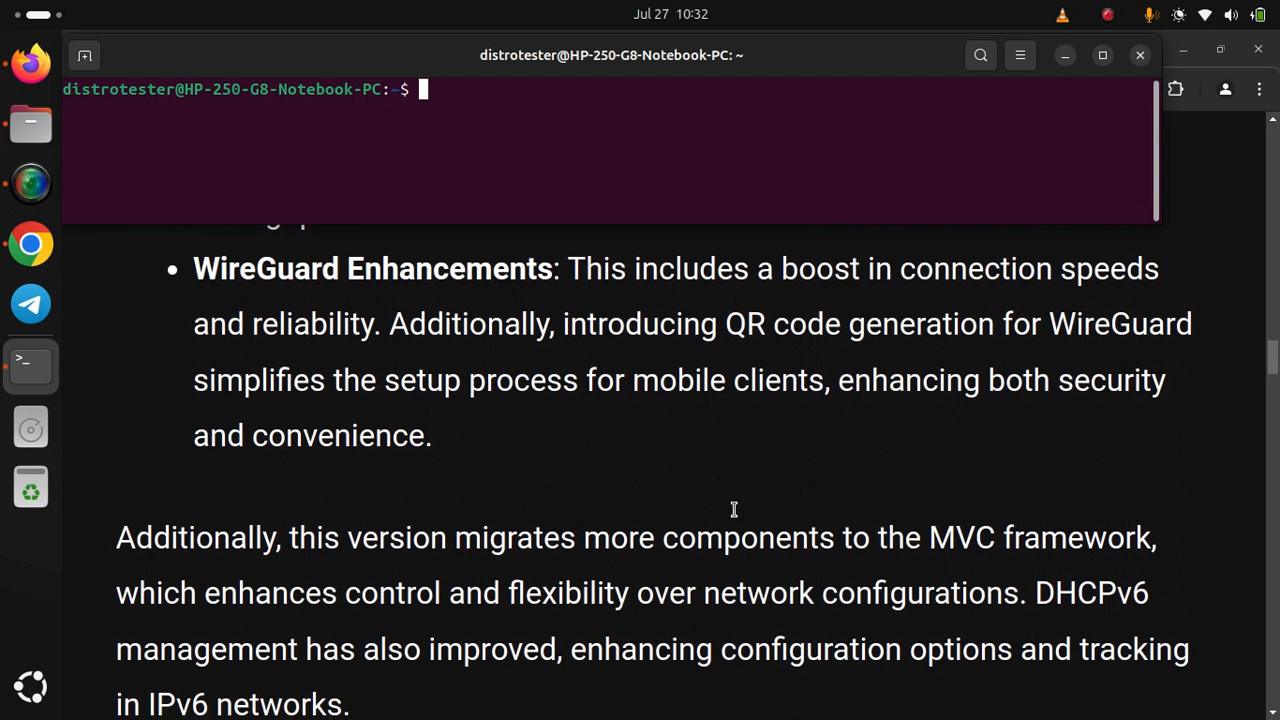 Jul 27 10:32
distrotester@HP-250-G8-Notebook-PC: ~
distrotester@HP-250-G8-Notebook-PC:~$
WireGuard Enhancements: This includes a boost in connection speeds
and reliability. Additionally, introducing QR code generation for WireGuard
simplifies the setup process for mobile clients, enhancing both security
and convenience.
Additionally, this version migrates more components to the MVC framework,
which enhances control and flexibility over network configurations. DHCPv6
management has also improved, enhancing configuration options and tracking
in IPv6 networks.